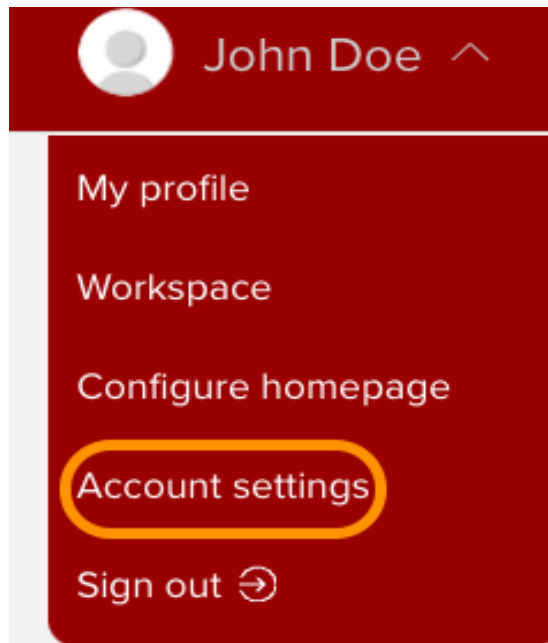 John Doe
My profile
Workspace
Configure homepage
Account settings
Sign out